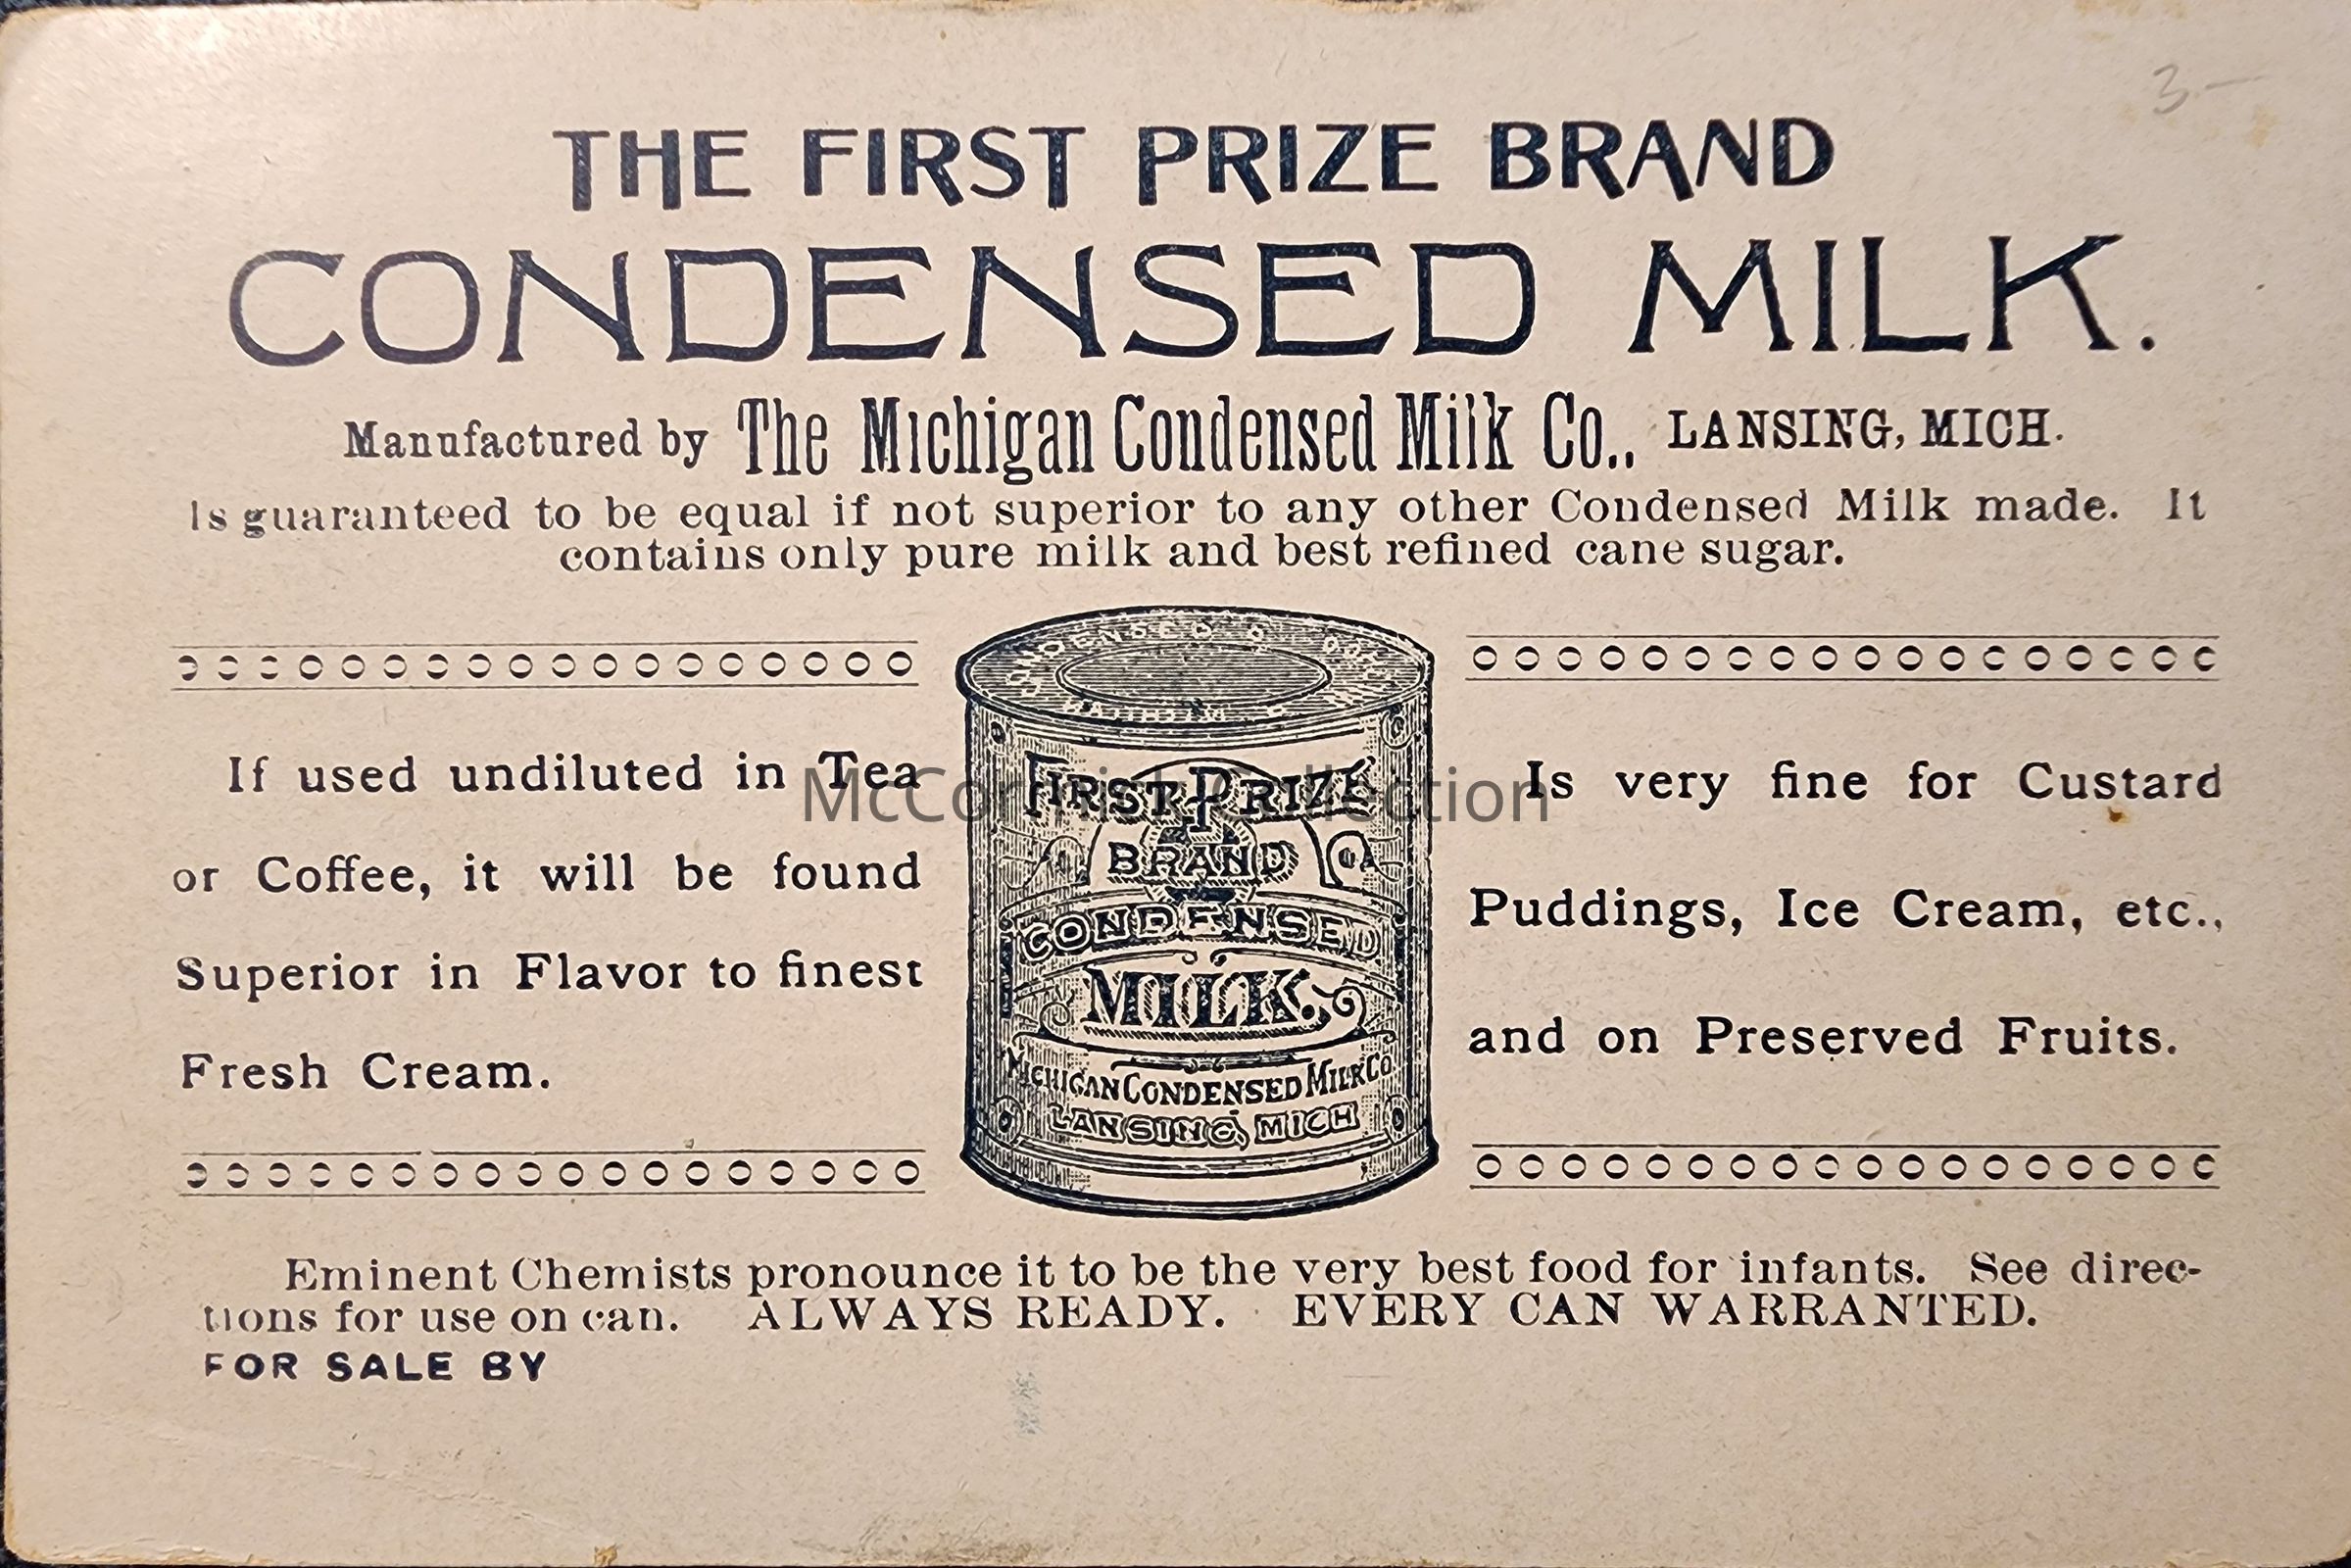 3-
THE FIRST PRIZE BRAND
CONDENSED MILK.
Manufactured by The Michigan Condensed Milk Co., LANSING, MICH.
Is guaranteed to be equal if not superior to any other Condensed Milk made. It
contains only pure milk and best refined cane sugar.
If used undiluted in Tea
or Coffee, it will be found
Superior in Flavor to finest
Fresh Cream.
CONDENSED
FIRST PRIZE
BRAND
CONDENSED
MILK.
MICHIGAN CONDENSED MILK CO.
LANSING, MICH
McCormick Collection
Is very fine for Custard
Puddings, Ice Cream, etc.,
and on Preserved Fruits.
Eminent Chemists pronounce it to be the very best food for infants. See direc-
tions for use on can. ALWAYS READY. EVERY CAN WARRANTED.
FOR SALE BY